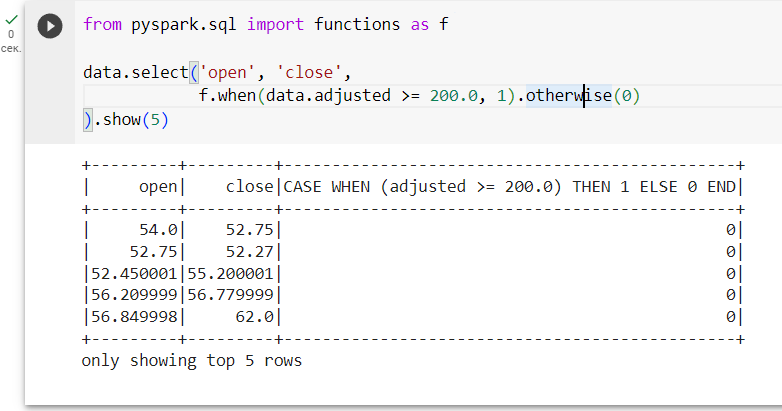 0
сек.
from pyspark.sql import functions as f
data.select('open', 'close',
f.when(data.adjusted >= 200.0, 1).otherwise(0)
).show(5)
+---------+---------+-------------------------------------------+
|     open|    close|CASE WHEN (adjusted >= 200.0) THEN 1 ELSE 0 END|
+---------+---------+-------------------------------------------+
|     54.0|    52.75|                                          0|
|    52.75|    52.27|                                          0|
|52.450001|55.200001|                                          0|
|56.209999|56.779999|                                          0|
|56.849998|     62.0|                                          0|
+---------+---------+-------------------------------------------+
only showing top 5 rows